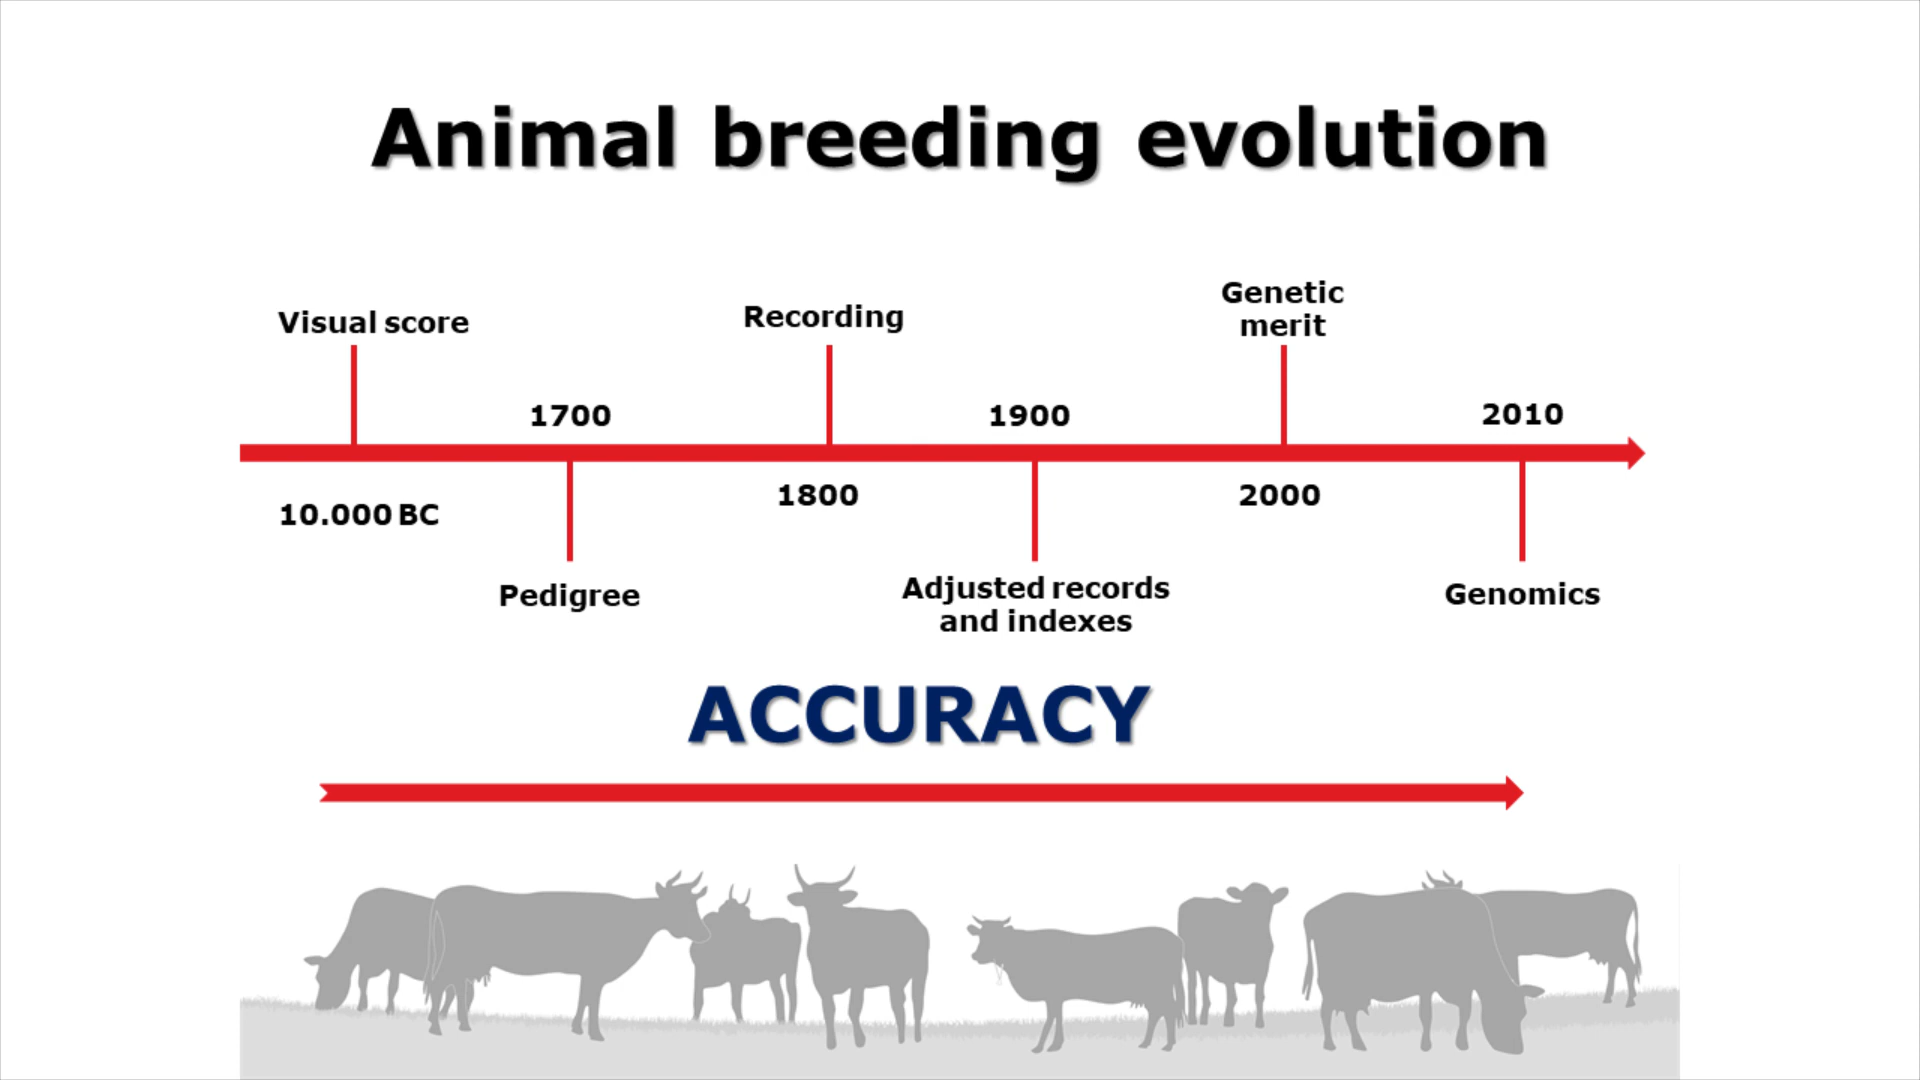 Animal breeding evolution
Visual score
Recording
Genetic
merit
1700
1900
2010
10.000 BC
1800
2000
Pedigree
Adjusted records
and indexes
Genomics
ACCURACY